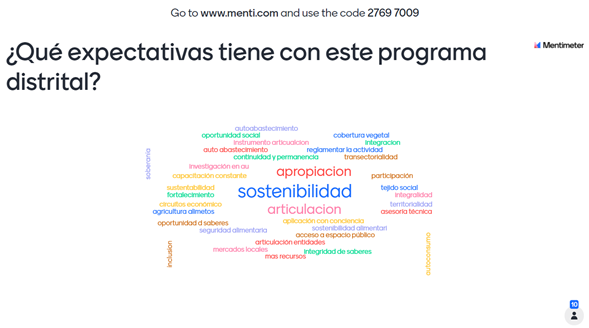 Go to www.menti.com and use the code 2769 7009
¿Qué expectativas tiene con este programa
distrital?
Mentimeter
autoabastecimiento
oportunidad social
cobertura vegetal
instrumento articualcion
integracion
auto abastecimiento
reglamentar la actividad
continuidad y permanencia
transectorialidad
soberania
investigación en au
apropiacion
capacitación constante
participación
sustentabilidad
sostenibilidad
tejido social
fortalecimiento
integralidad
circuitos económico
articulacion
territorialidad
agricultura alimetos
asesoria técnica
oportunidad d saberes
aplicación con conciencia
seguridad alimentaria
sostenibilidad alimentari
acceso a espacio público
inclusion
articulación entidades
mercados locales
integridad de saberes
mas recursos
autoconsumo
10